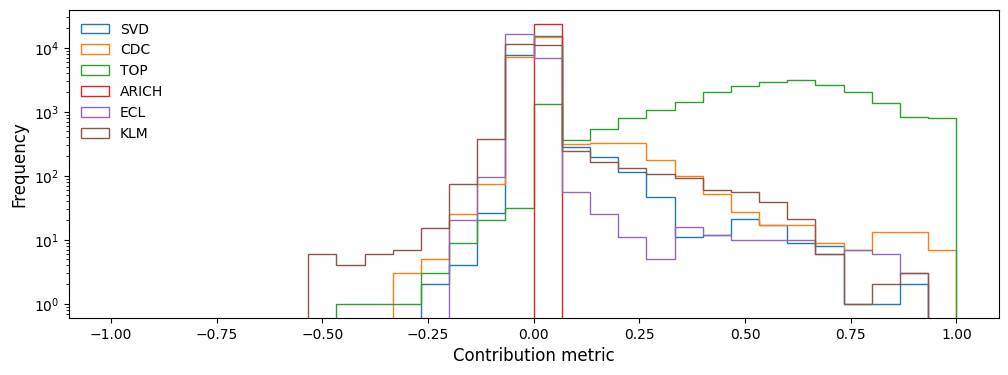 SVD
CDC
TOP
ARICH
ECL
KLM
Frequency
10⁴
10³
10²
10¹
10⁰
−1.00 −0.75 −0.50 −0.25 0.00 0.25 0.50 0.75 1.00
Contribution metric